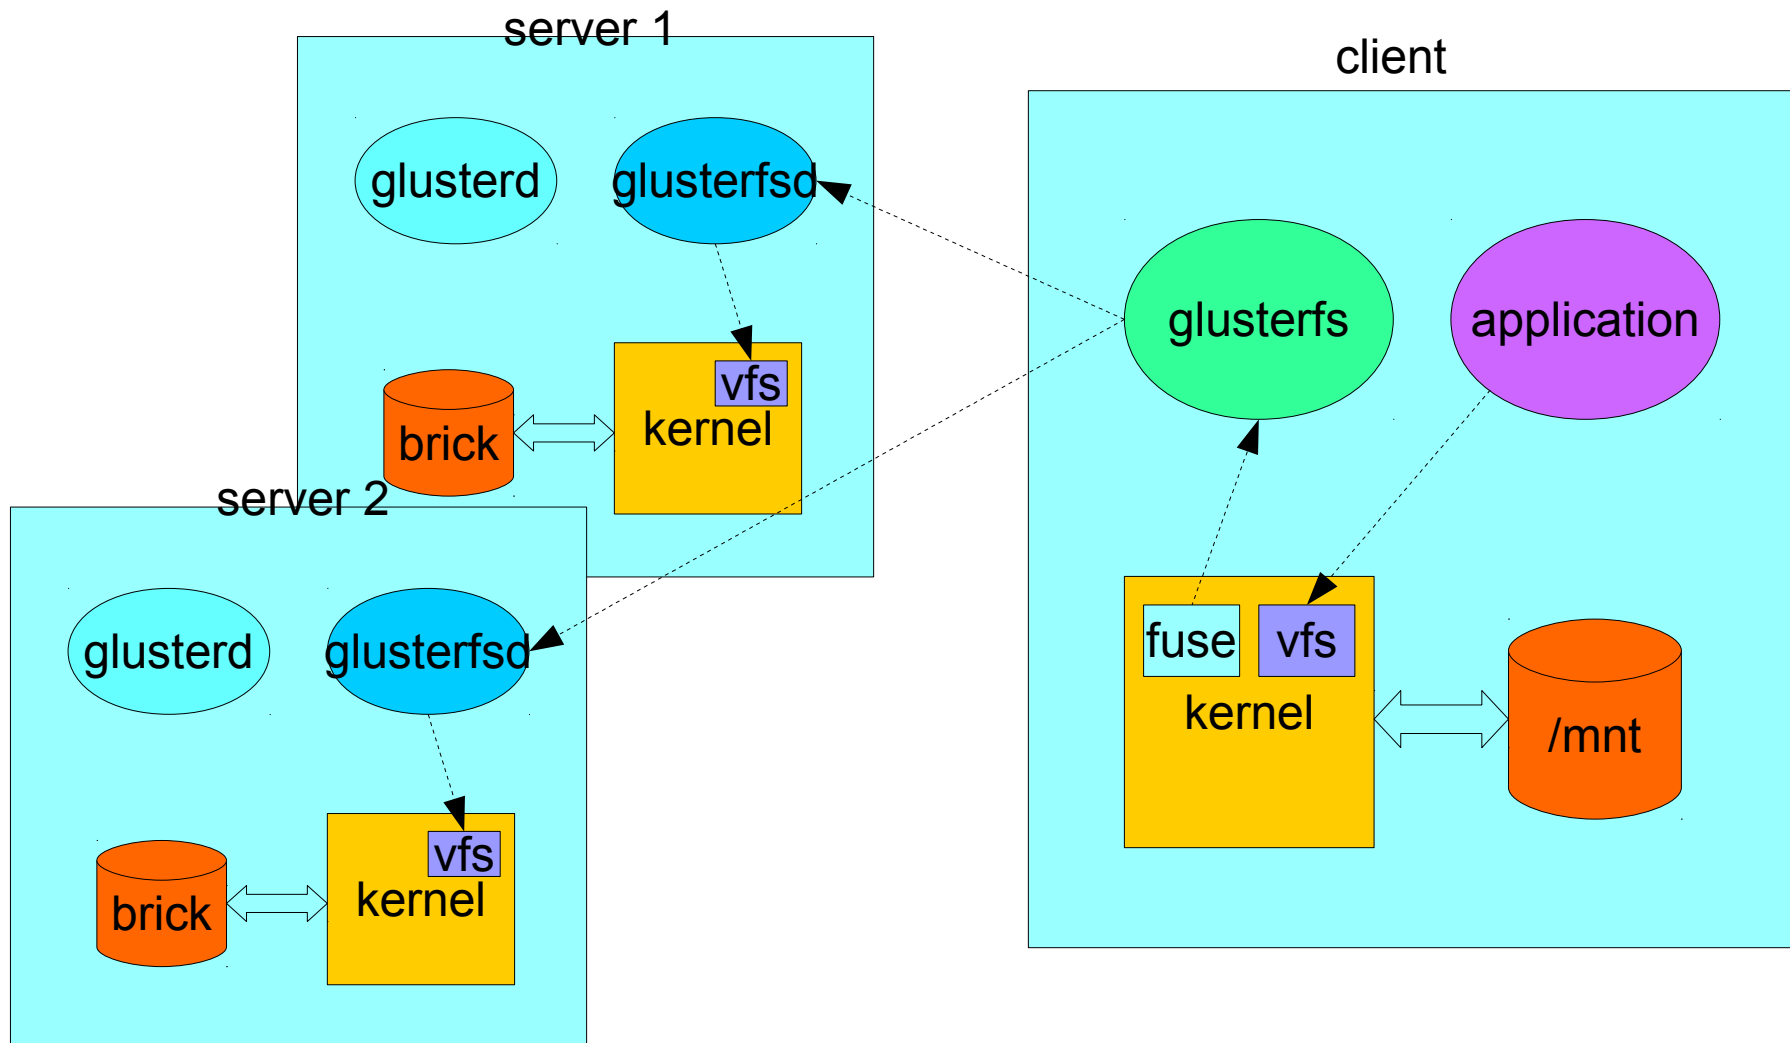 server 1
client
glusterd
glusterfsd
glusterfs
application
vfs
kernel
brick
server 2
glusterd
glusterfsd
fuse
vfs
kernel
/mnt
vfs
kernel
brick